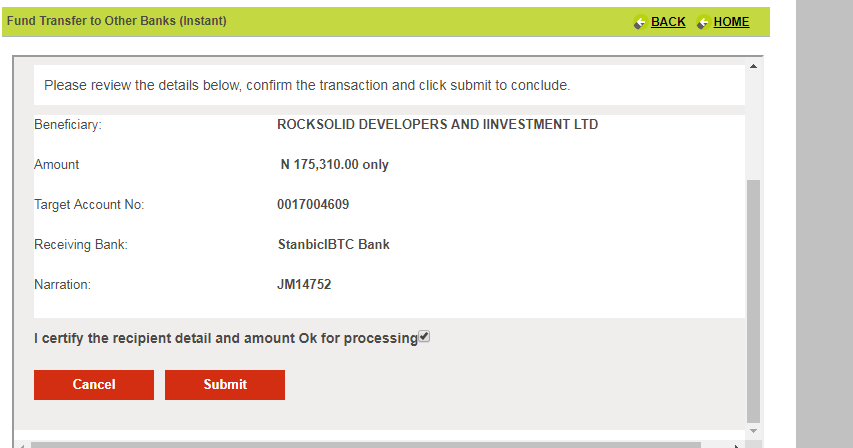 Fund Transfer to Other Banks (Instant) BACK HOME
Please review the details below, confirm the transaction and click submit to conclude.
Beneficiary: ROCKSOLID DEVELOPERS AND IINVESTMENT LTD
Amount N 175,310.00 only
Target Account No: 0017004609
Receiving Bank: StanbicIBTC Bank
Narration: JM14752
I certify the recipient detail and amount Ok for processing
Cancel Submit